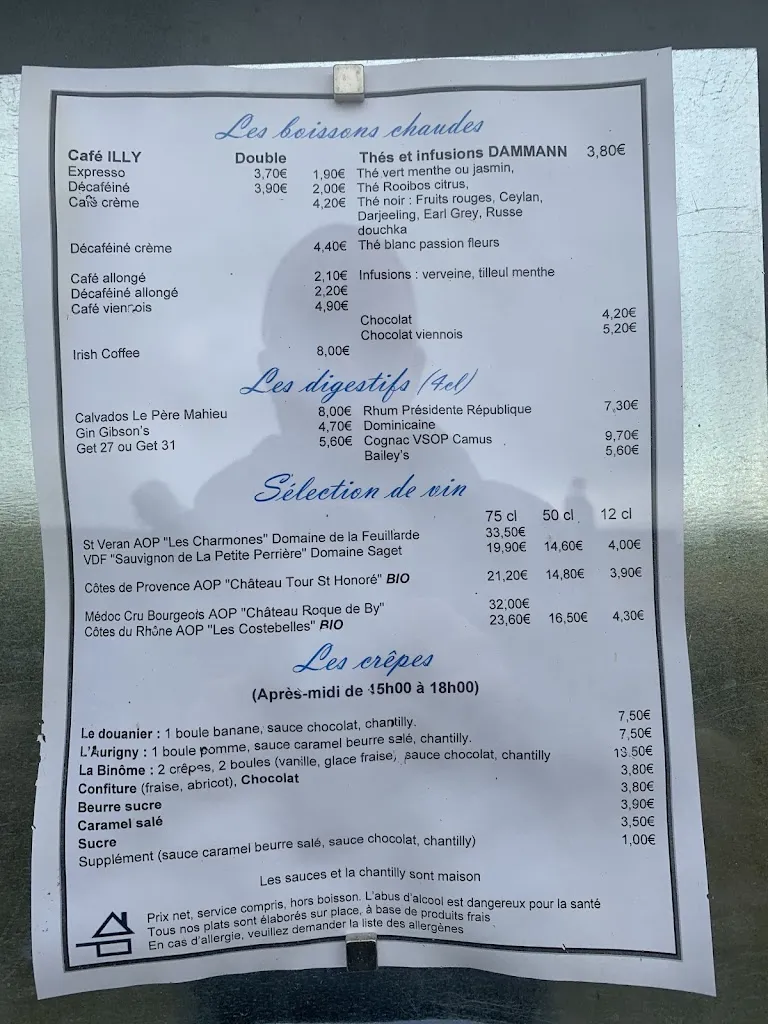 Les boissons chaudes
Café ILLY Double Thés et infusions DAMMANN 3,80€
Expresso 3,70€ 1,90€ Thé vert menthe ou jasmin,
Décaféiné 3,90€ 2,00€ Thé Rooibos citrus,
Café crème 4,20€ Thé noir : Fruits rouges, Ceylan,
Darjeeling, Earl Grey, Russe
douchka
Décaféiné crème 4,40€ Thé blanc passion fleurs
Café allongé 2,10€ Infusions : verveine, tilleul menthe
Décaféiné allongé 2,20€
Café viennois 4,90€
Chocolat 4,20€
Chocolat viennois 5,20€
Irish Coffee 8,00€
Les digestifs (4cl)
Calvados Le Père Mahieu 8,00€ Rhum Présidente République 7,30€
Gin Gibson's 4,70€ Dominicaine
Get 27 ou Get 31 5,60€ Cognac VSOP Camus 9,70€
Bailey's 5,60€
Sélection de vin
75 cl 50 cl 12 cl
St Veran AOP "Les Charmones" Domaine de la Feuillarde 33,50€
VDF "Sauvignon de La Petite Perrière" Domaine Saget 19,90€ 14,60€ 4,00€
Côtes de Provence AOP "Château Tour St Honoré" BIO 21,20€ 14,80€ 3,90€
Médoc Cru Bourgeois AOP "Château Roque de By" 32,00€
Côtes du Rhône AOP "Les Costebelles" BIO 23,60€ 16,50€ 4,30€
Les crêpes
(Après-midi de 15h00 à 18h00)
Le douanier : 1 boule banane, sauce chocolat, chantilly. 7,50€
L'Aurigny : 1 boule pomme, sauce caramel beurre salé, chantilly. 7,50€
La Binôme : 2 crêpes, 2 boules (vanille, glace fraise), sauce chocolat, chantilly 13.50€
Confiture (fraise, abricot), Chocolat 3,80€
Beurre sucre 3,80€
Caramel salé 3,90€
Sucre 3,50€
Supplément (sauce caramel beurre salé, sauce chocolat, chantilly) 1,00€
Les sauces et la chantilly sont maison
Prix net, service compris, hors boisson. L'abus d'alcool est dangereux pour la santé
Tous nos plats sont élaborés sur place, à base de produits frais
En cas d'allergie, veuillez demander la liste des allergènes